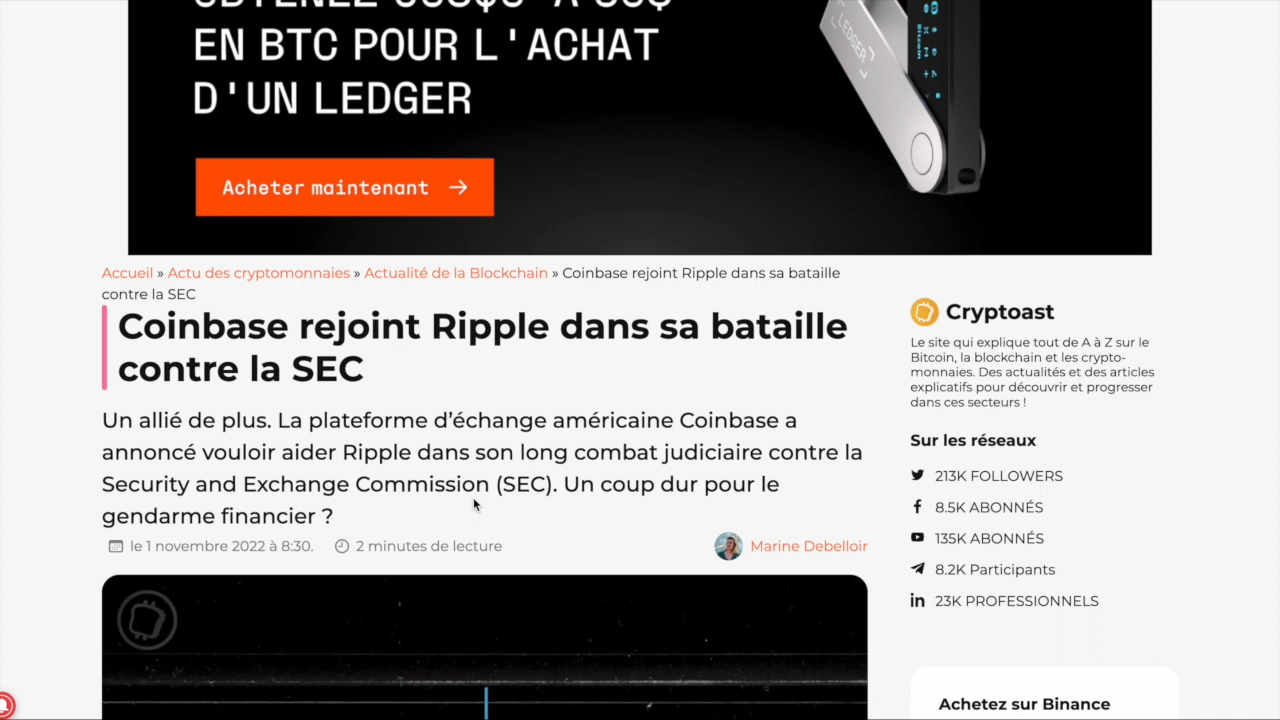 EN BTC POUR L'ACHAT
D'UN LEDGER
LEDGER
Bitcoin
Acheter maintenant →
Accueil » Actu des cryptomonnaies » Actualité de la Blockchain » Coinbase rejoint Ripple dans sa bataille
contre la SEC
Coinbase rejoint Ripple dans sa bataille
contre la SEC
Un allié de plus. La plateforme d’échange américaine Coinbase a
annoncé vouloir aider Ripple dans son long combat judiciaire contre la
Security and Exchange Commission (SEC). Un coup dur pour le
gendarme financier ?
le 1 novembre 2022 à 8:30. 2 minutes de lecture Marine Debelloir
Cryptoast
Le site qui explique tout de A à Z sur le
Bitcoin, la blockchain et les crypto-
monnaies. Des actualités et des articles
explicatifs pour découvrir et progresser
dans ces secteurs !
Sur les réseaux
213K FOLLOWERS
8.5K ABONNÉS
135K ABONNÉS
8.2K Participants
in 23K PROFESSIONNELS
Achetez sur Binance